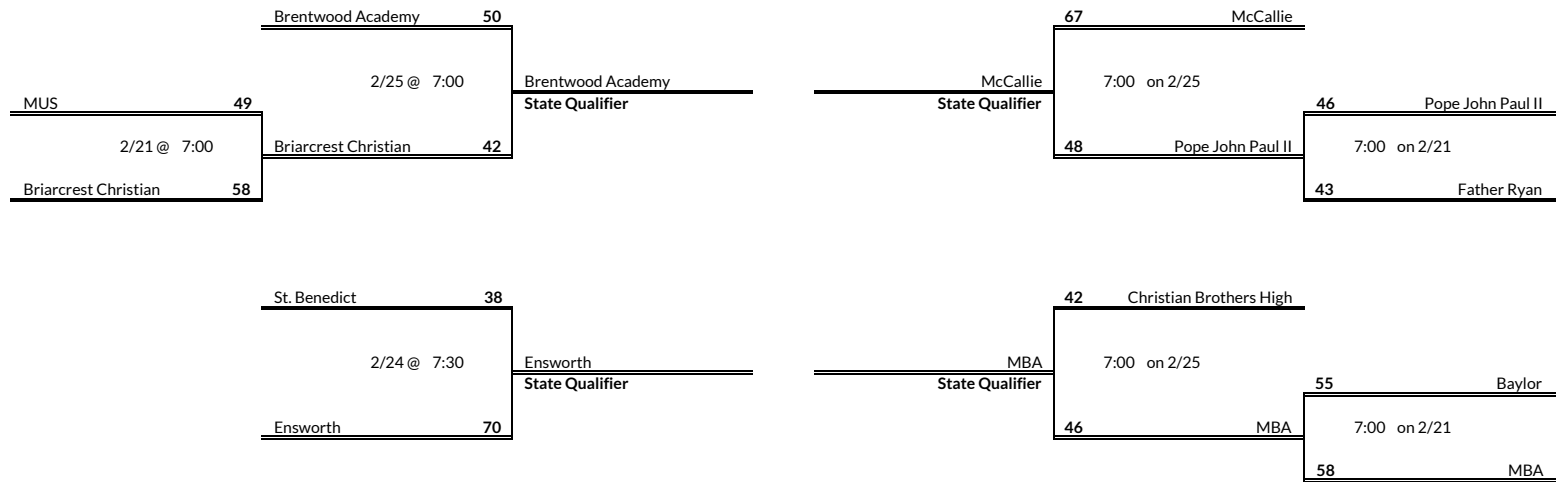 Brentwood Academy 50
2/25 @ 7:00
Brentwood Academy
State Qualifier
MUS 49
2/21 @ 7:00
Briarcrest Christian 42
Briarcrest Christian 58
67 McCallie
McCallie
State Qualifier
7:00 on 2/25
46 Pope John Paul II
48 Pope John Paul II
7:00 on 2/21
43 Father Ryan
St. Benedict 38
2/24 @ 7:30
Ensworth
State Qualifier
Ensworth 70
42 Christian Brothers High
MBA
State Qualifier
7:00 on 2/25
55 Baylor
46 MBA
7:00 on 2/21
58 MBA